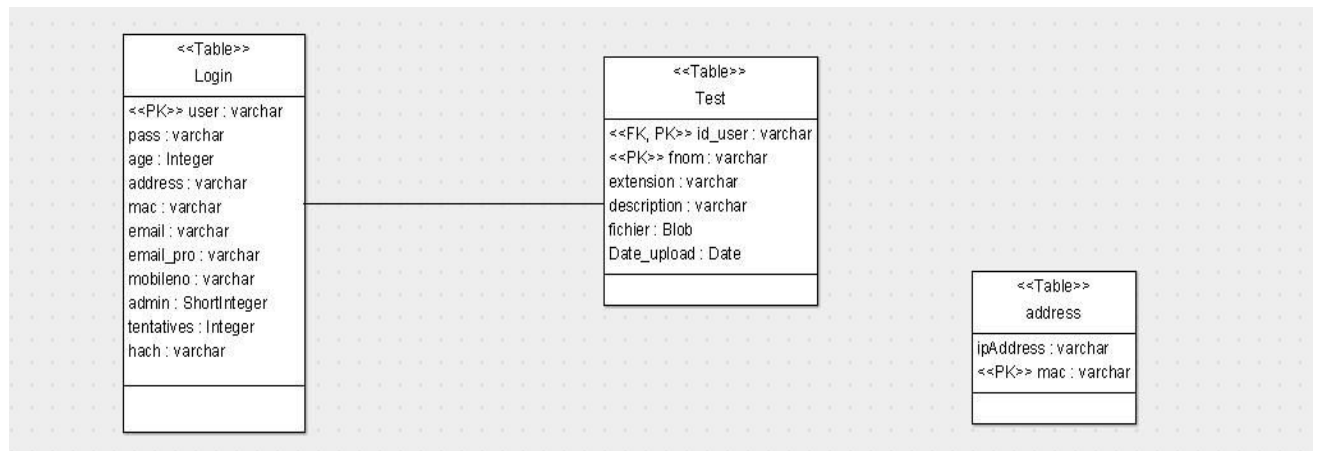 <<Table>>
Login
<<PK>> user : varchar
pass : varchar
age : Integer
address : varchar
mac : varchar
email : varchar
email_pro : varchar
mobileno : varchar
admin : ShortInteger
tentatives : Integer
hach : varchar
<<Table>>
Test
<<FK, PK>> id_user : varchar
<<PK>> fnom : varchar
extension : varchar
description : varchar
fichier : Blob
Date_upload : Date
<<Table>>
address
ipAddress : varchar
<<PK>> mac : varchar